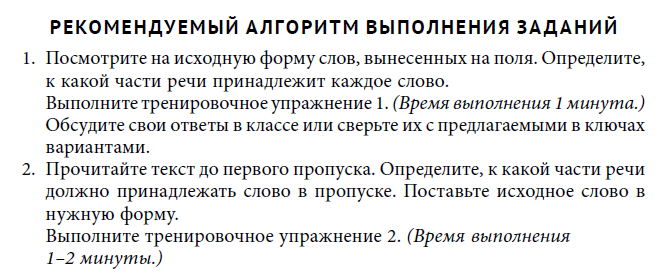 РЕКОМЕНДУЕМЫЙ АЛГОРИТМ ВЫПОЛНЕНИЯ ЗАДАНИЙ
1. Посмотрите на исходную форму слов, вынесенных на поля. Определите,
к какой части речи принадлежит каждое слово.
Выполните тренировочное упражнение 1. (Время выполнения 1 минута.)
Обсудите свои ответы в классе или сверьте их с предлагаемыми в ключах
вариантами.
2. Прочитайте текст до первого пропуска. Определите, к какой части речи
должно принадлежать слово в пропуске. Поставьте исходное слово в
нужную форму.
Выполните тренировочное упражнение 2. (Время выполнения
1–2 минуты.)